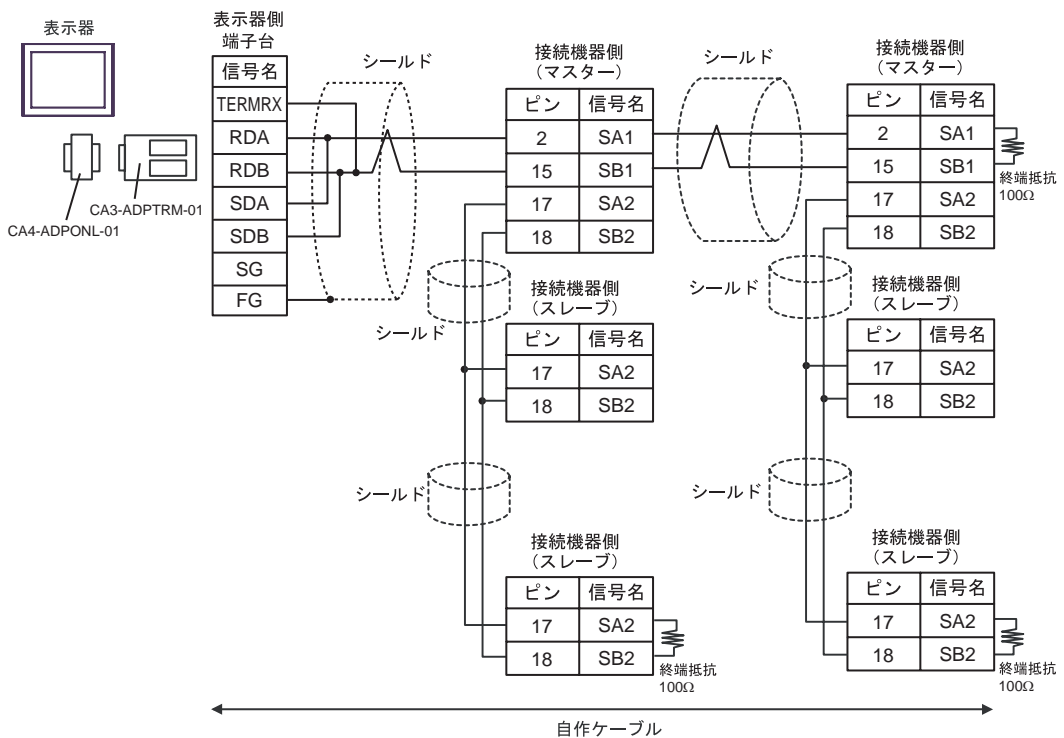 表示器
CA3-ADPTRM-01
CA4-ADPONL-01
表示器側
端子台
信号名
TERMRX
RDA
RDB
SDA
SDB
SG
FG
シールド
接続機器側
（マスター）
ピン 信号名
2 SA1
15 SB1
17 SA2
18 SB2
シールド
接続機器側
（マスター）
ピン 信号名
2 SA1
15 SB1
17 SA2
18 SB2
終端抵抗
100Ω
シールド
接続機器側
（スレーブ）
ピン 信号名
17 SA2
18 SB2
シールド
接続機器側
（スレーブ）
ピン 信号名
17 SA2
18 SB2
シールド
接続機器側
（スレーブ）
ピン 信号名
17 SA2
18 SB2
終端抵抗
100Ω
シールド
接続機器側
（スレーブ）
ピン 信号名
17 SA2
18 SB2
終端抵抗
100Ω
自作ケーブル